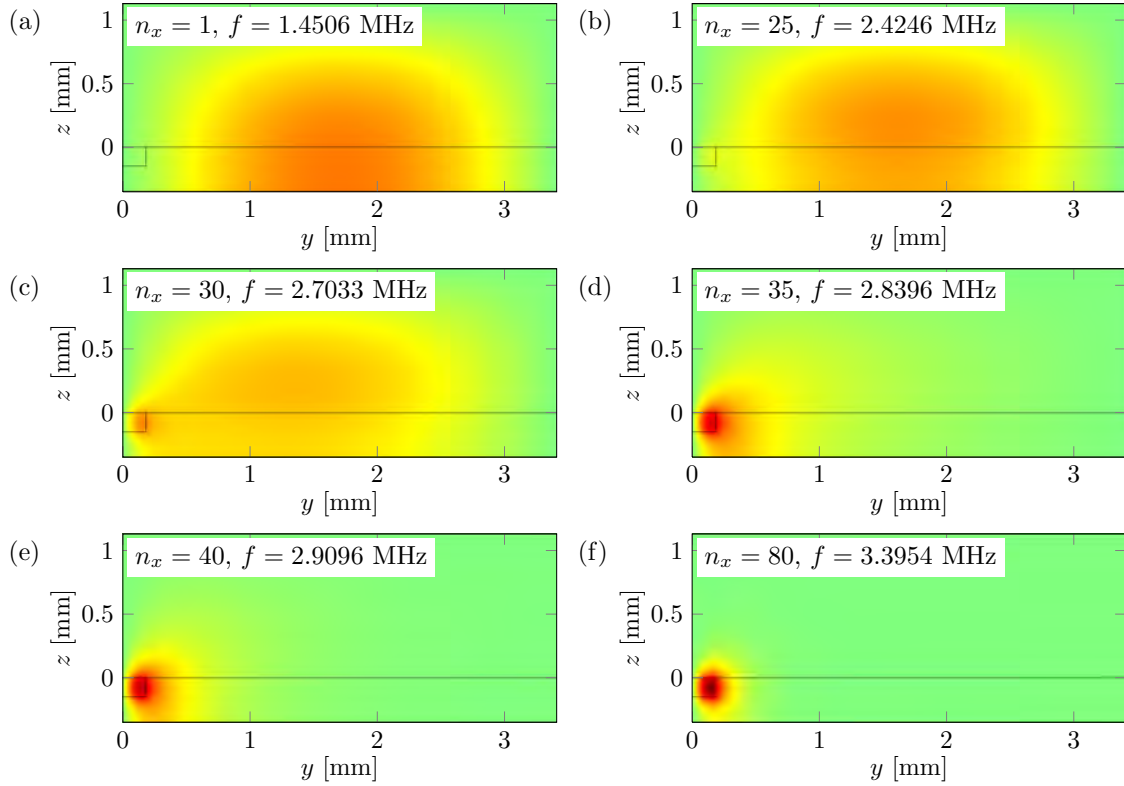 (a)
n_x = 1, f = 1.4506 MHz
1
0.5
0
z [mm]
0 1 2 3
y [mm]
(b)
n_x = 25, f = 2.4246 MHz
1
0.5
0
z [mm]
0 1 2 3
y [mm]
(c)
n_x = 30, f = 2.7033 MHz
1
0.5
0
z [mm]
0 1 2 3
y [mm]
(d)
n_x = 35, f = 2.8396 MHz
1
0.5
0
z [mm]
0 1 2 3
y [mm]
(e)
n_x = 40, f = 2.9096 MHz
1
0.5
0
z [mm]
0 1 2 3
y [mm]
(f)
n_x = 80, f = 3.3954 MHz
1
0.5
0
z [mm]
0 1 2 3
y [mm]